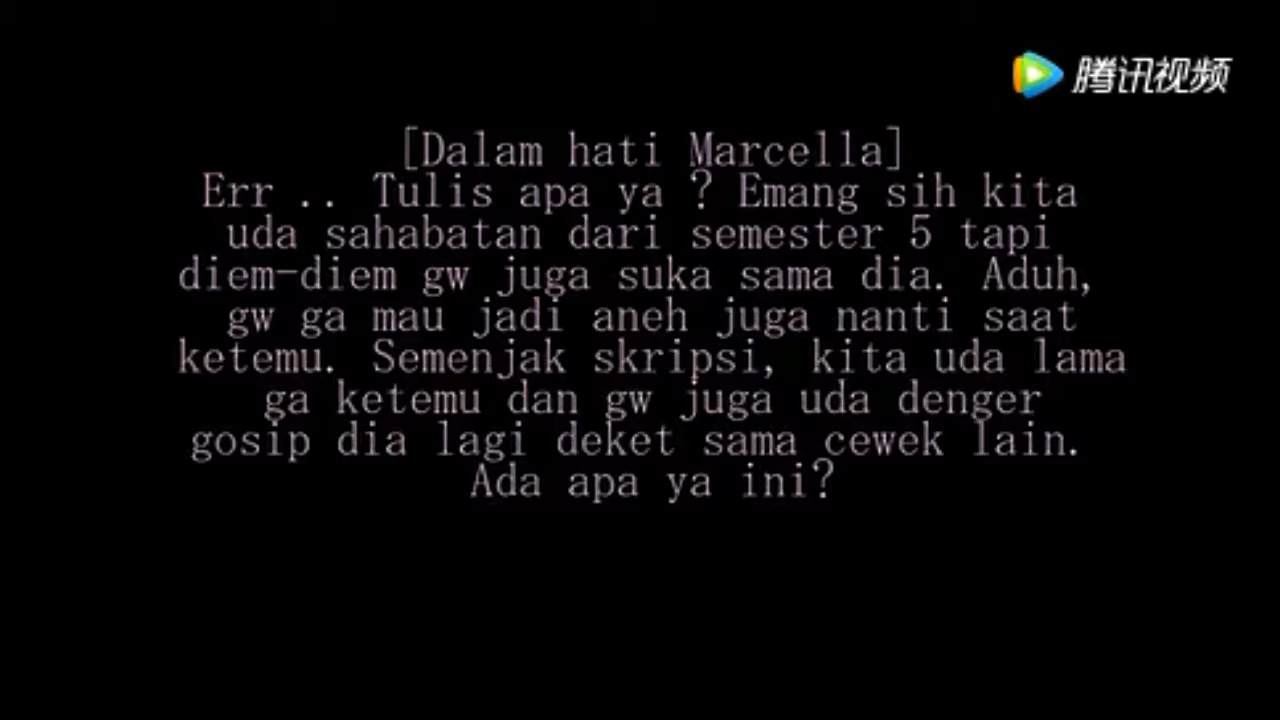 腾讯视频
[Dalam hati Marcella]
Err .. Tulis apa ya ? Emang sih kita
uda sahabatan dari semester 5 tapi
diem-diem gw juga suka sama dia. Aduh,
gw ga mau jadi aneh juga nanti saat
ketemu. Semenjak skripsi, kita uda lama
ga ketemu dan gw juga uda denger
gosip dia lagi deket sama cewek lain.
Ada apa ya ini?